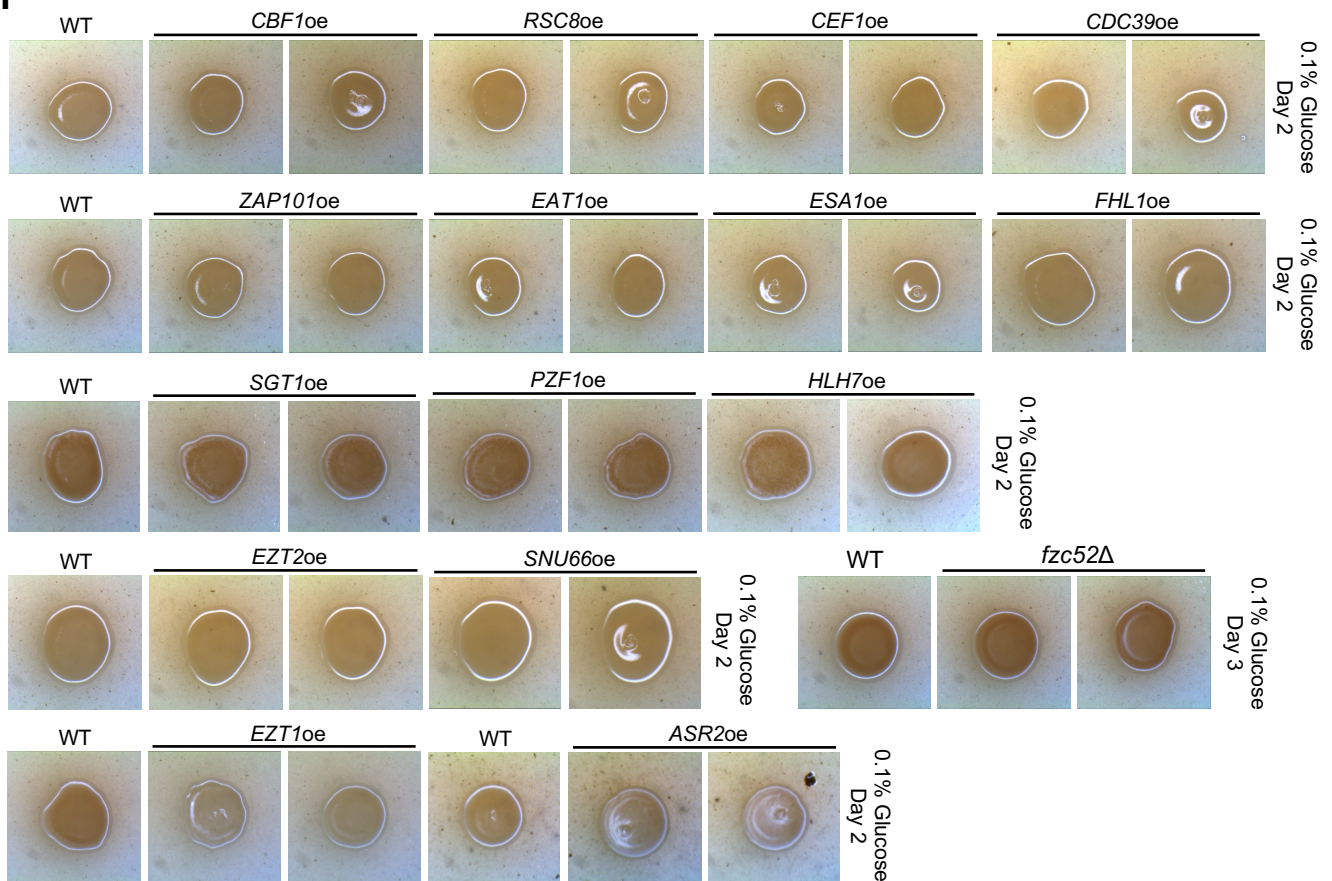 WT CBF1oe RSC8oe CEF1oe CDC39oe
0.1% Glucose
Day 2
WT ZAP101oe EAT1oe ESA1oe FHL1oe
0.1% Glucose
Day 2
WT SGT1oe PZF1oe HLH7oe
0.1% Glucose
Day 2
WT EZT2oe SNU66oe
0.1% Glucose
Day 2
WT fzc52Δ
0.1% Glucose
Day 3
WT EZT1oe WT ASR2oe
0.1% Glucose
Day 2